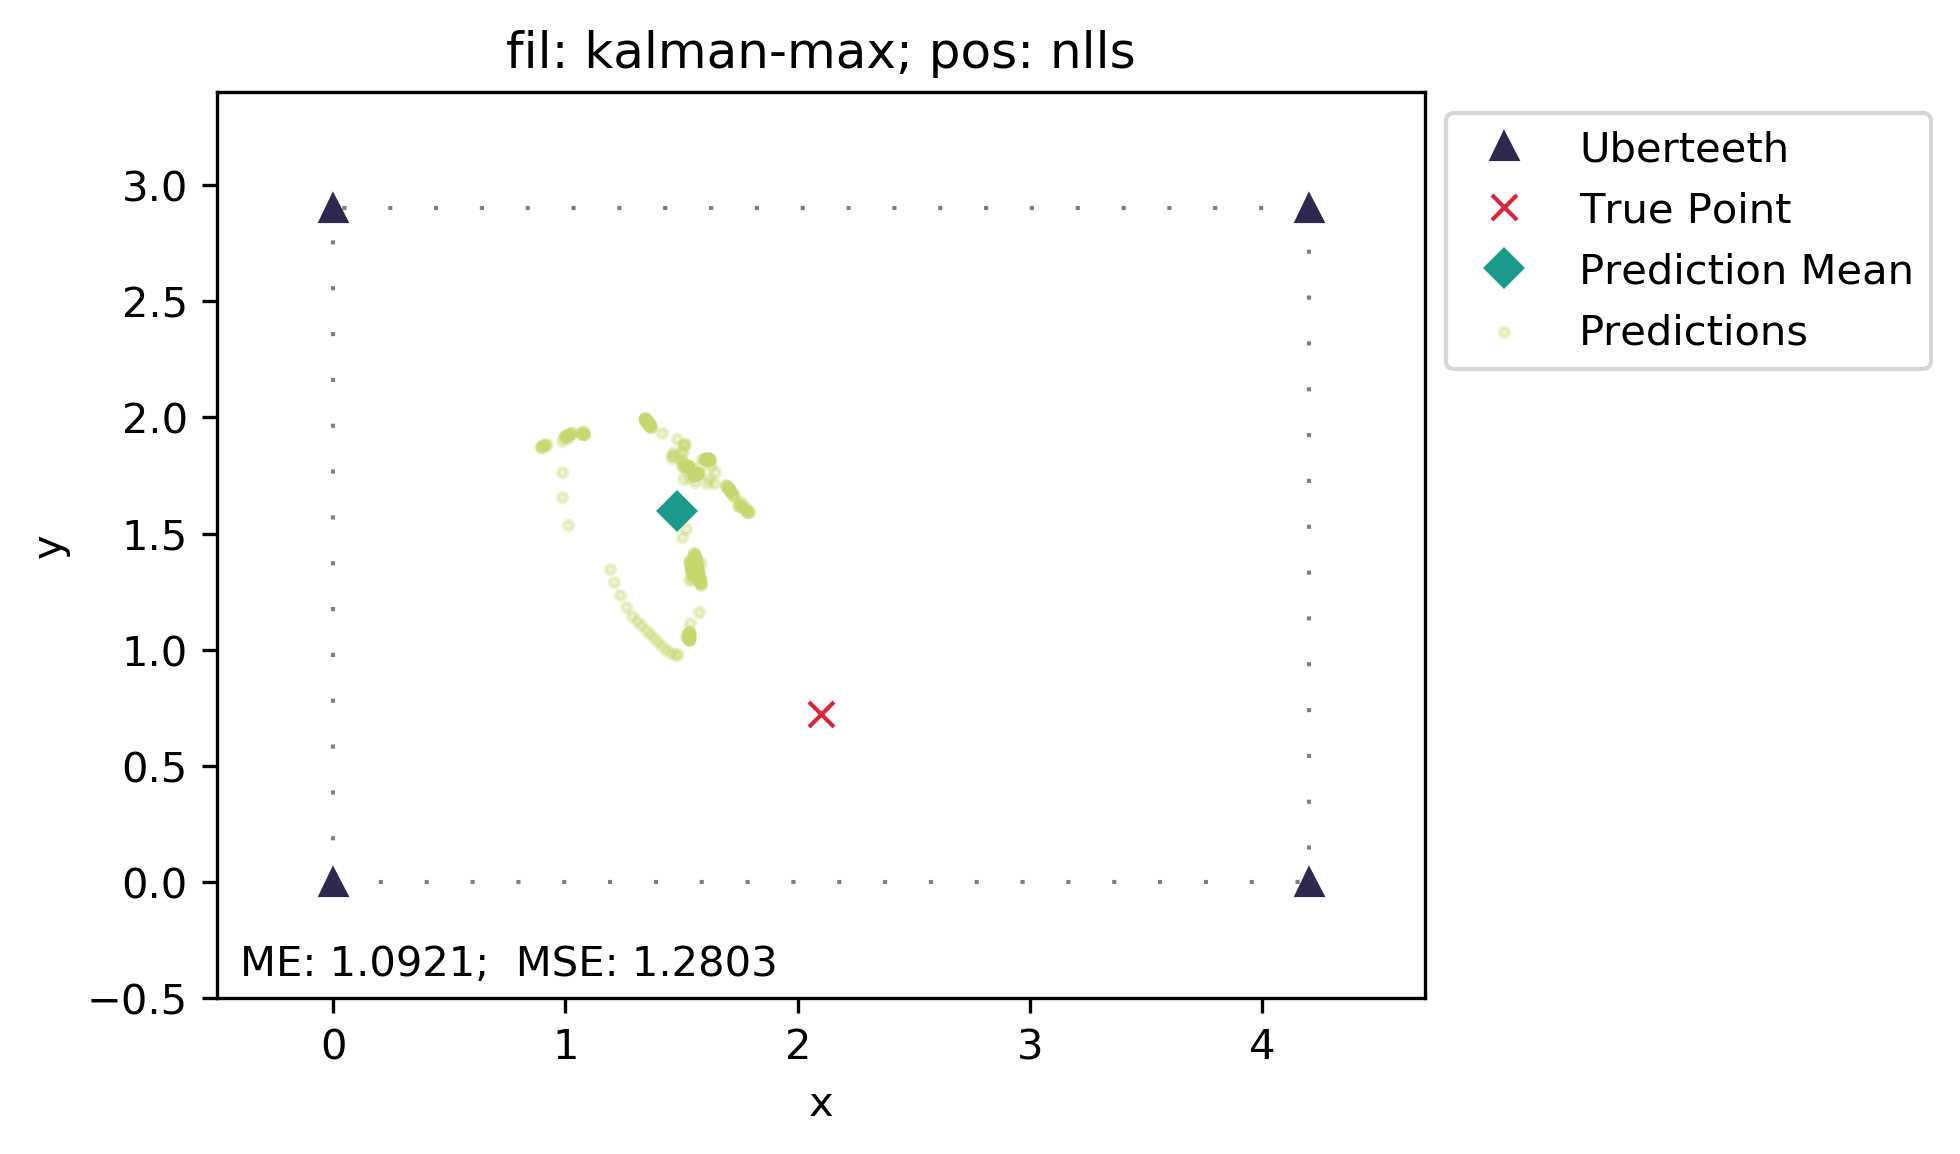 fil: kalman-max; pos: nlls
Uberteeth
True Point
Prediction Mean
Predictions
3.0
2.5
2.0
1.5
1.0
0.5
0.0
−0.5
y
ME: 1.0921;  MSE: 1.2803
0 1 2 3 4
x